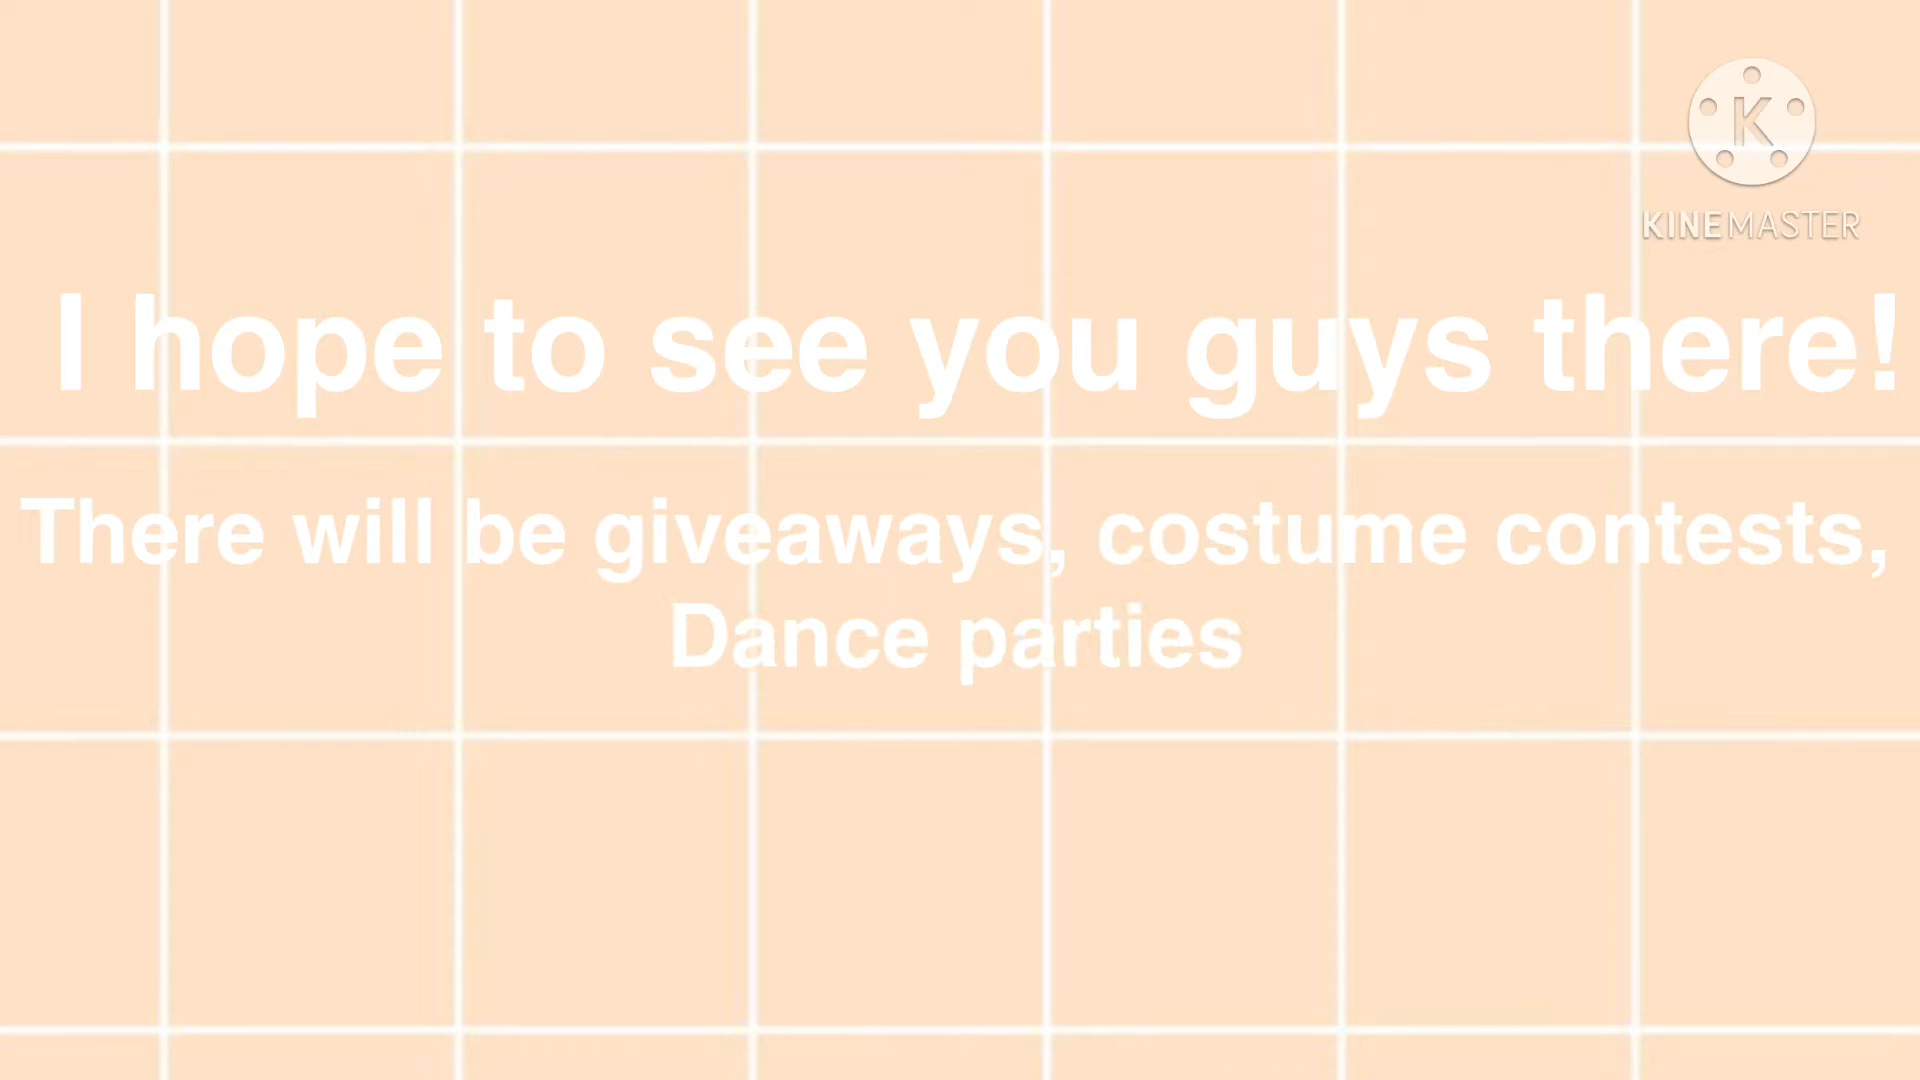 K
KINEMASTER
I hope to see you guys there!
There will be giveaways, costume contests,
Dance parties